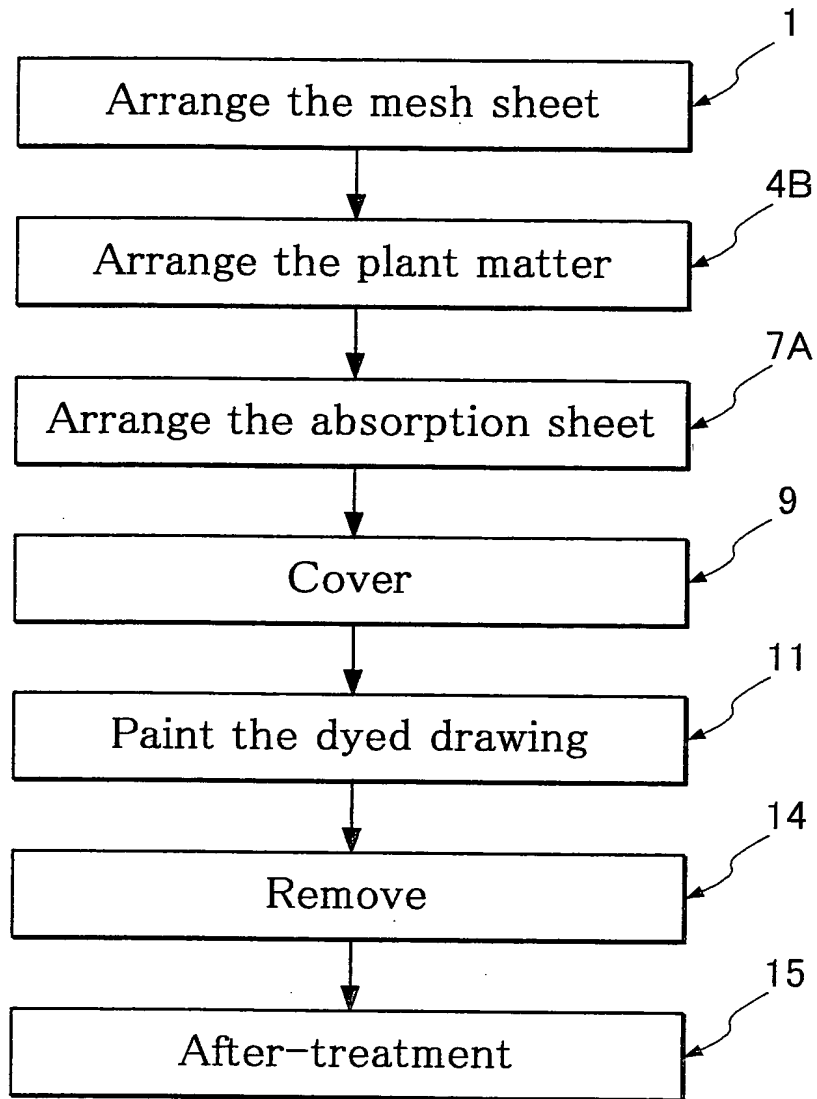 1
Arrange the mesh sheet
4B
Arrange the plant matter
7A
Arrange the absorption sheet
9
Cover
11
Paint the dyed drawing
14
Remove
15
After-treatment